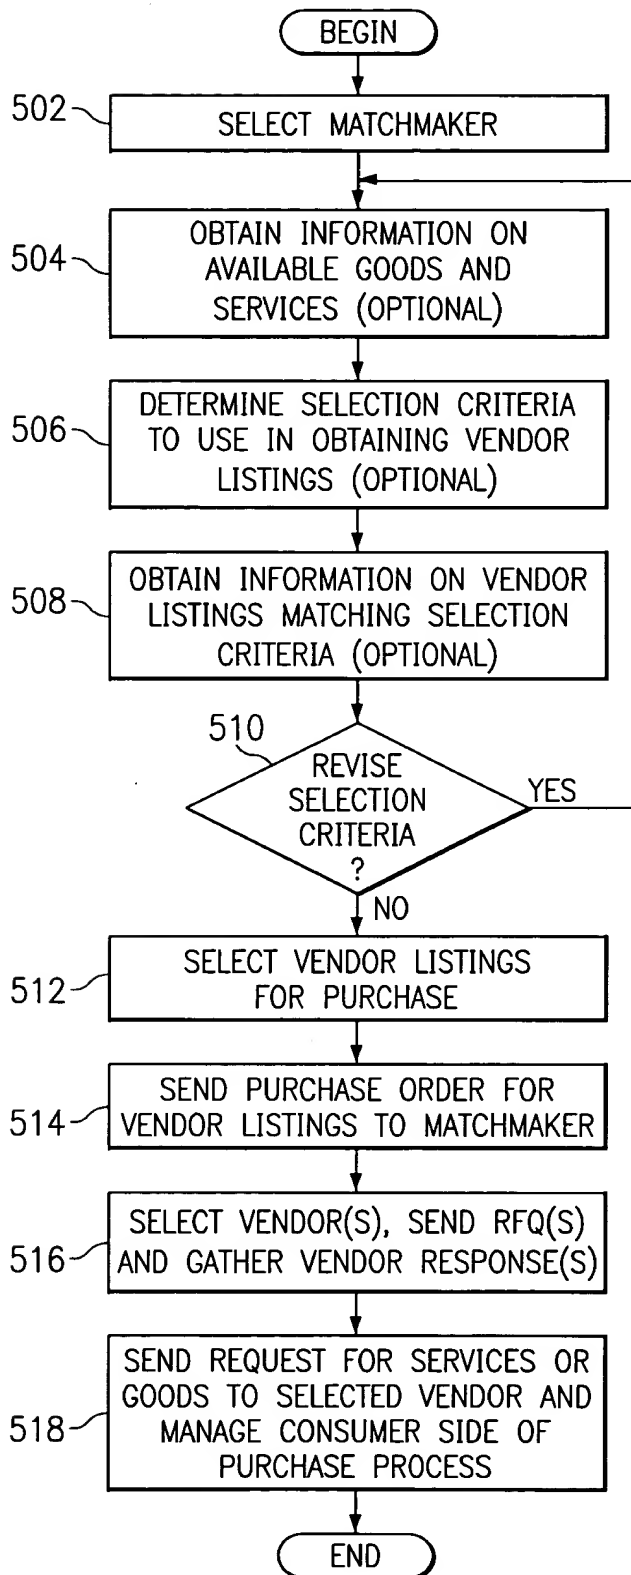 BEGIN
502
SELECT MATCHMAKER
504
OBTAIN INFORMATION ON
AVAILABLE GOODS AND
SERVICES (OPTIONAL)
506
DETERMINE SELECTION CRITERIA
TO USE IN OBTAINING VENDOR
LISTINGS (OPTIONAL)
508
OBTAIN INFORMATION ON VENDOR
LISTINGS MATCHING SELECTION
CRITERIA (OPTIONAL)
510
REVISE
SELECTION
CRITERIA
?
YES
NO
512
SELECT VENDOR LISTINGS
FOR PURCHASE
514
SEND PURCHASE ORDER FOR
VENDOR LISTINGS TO MATCHMAKER
516
SELECT VENDOR(S), SEND RFQ(S)
AND GATHER VENDOR RESPONSE(S)
518
SEND REQUEST FOR SERVICES OR
GOODS TO SELECTED VENDOR AND
MANAGE CONSUMER SIDE OF
PURCHASE PROCESS
END